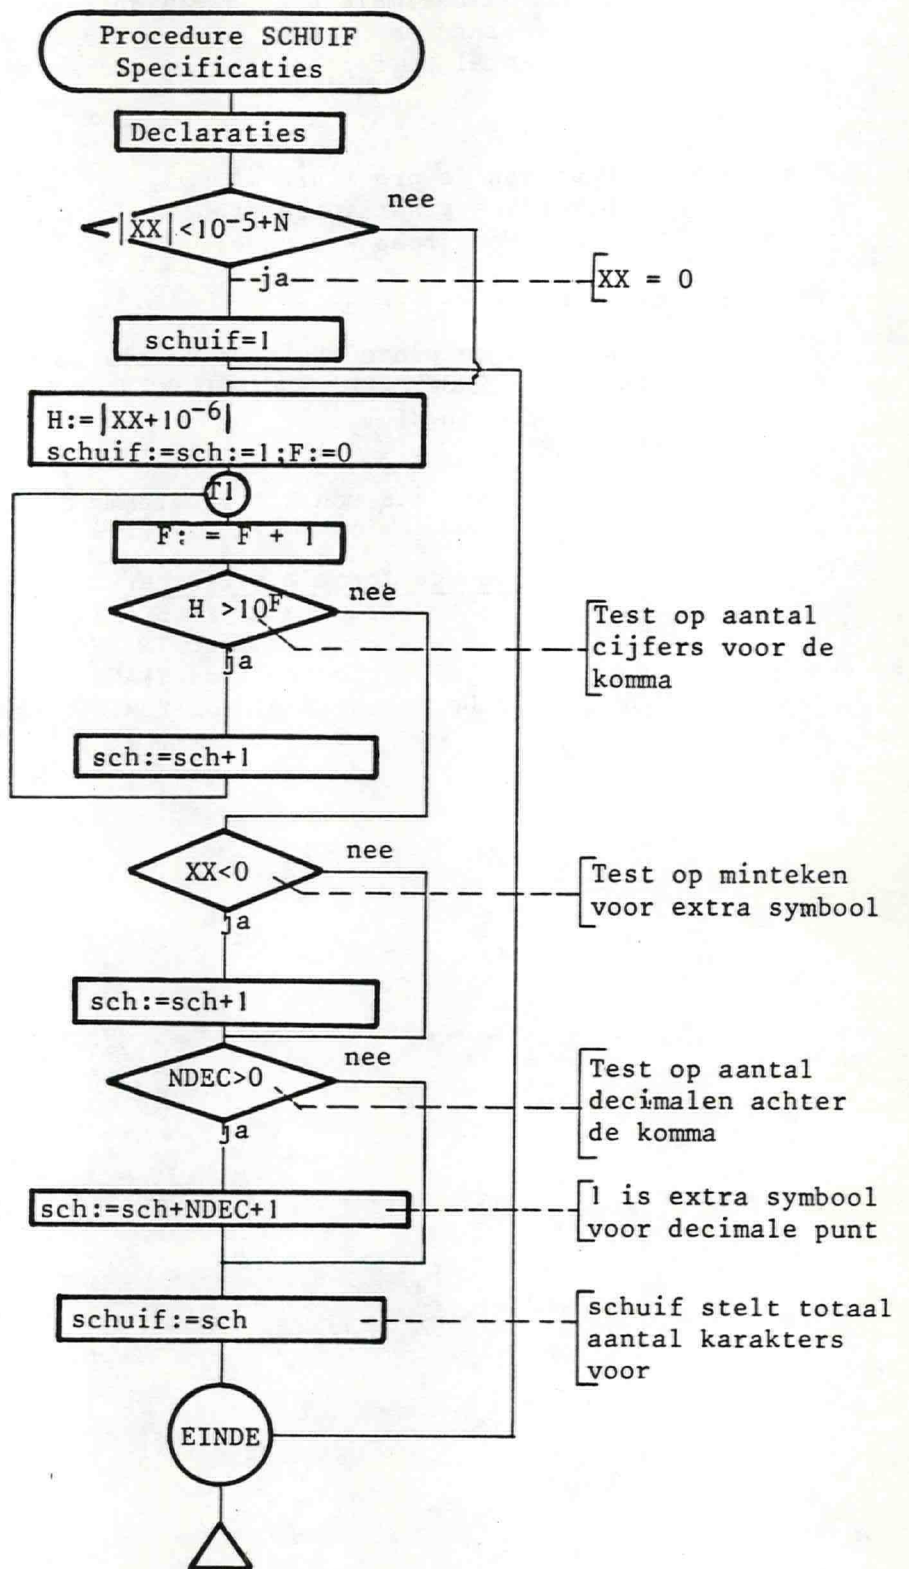 Procedure SCHUIF
Specificaties
Declaraties
|XX|<10-5+N
nee
ja
XX = 0
schuif=1
H:=|XX+10-6|
schuif:=sch:=1;F:=0
T1
F: = F + 1
H >10F
nee
ja
Test op aantal
cijfers voor de
komma
sch:=sch+1
XX<0
nee
ja
Test op minteken
voor extra symbool
sch:=sch+1
NDEC>0
nee
ja
Test op aantal
decimalen achter
de komma
sch:=sch+NDEC+1
1 is extra symbool
voor decimale punt
schuif:=sch
schuif stelt totaal
aantal karakters
voor
EINDE